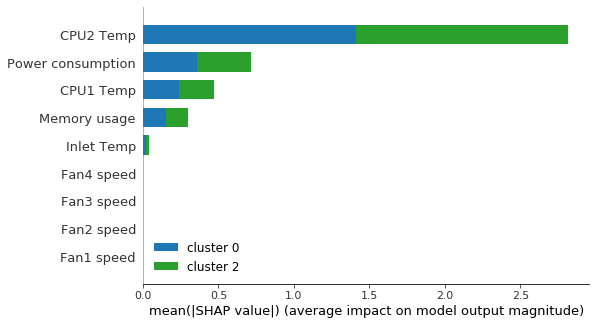 CPU2 Temp
Power consumption
CPU1 Temp
Memory usage
Inlet Temp
Fan4 speed
Fan3 speed
Fan2 speed
Fan1 speed
cluster 0
cluster 2
0.0 0.5 1.0 1.5 2.0 2.5
mean(|SHAP value|) (average impact on model output magnitude)